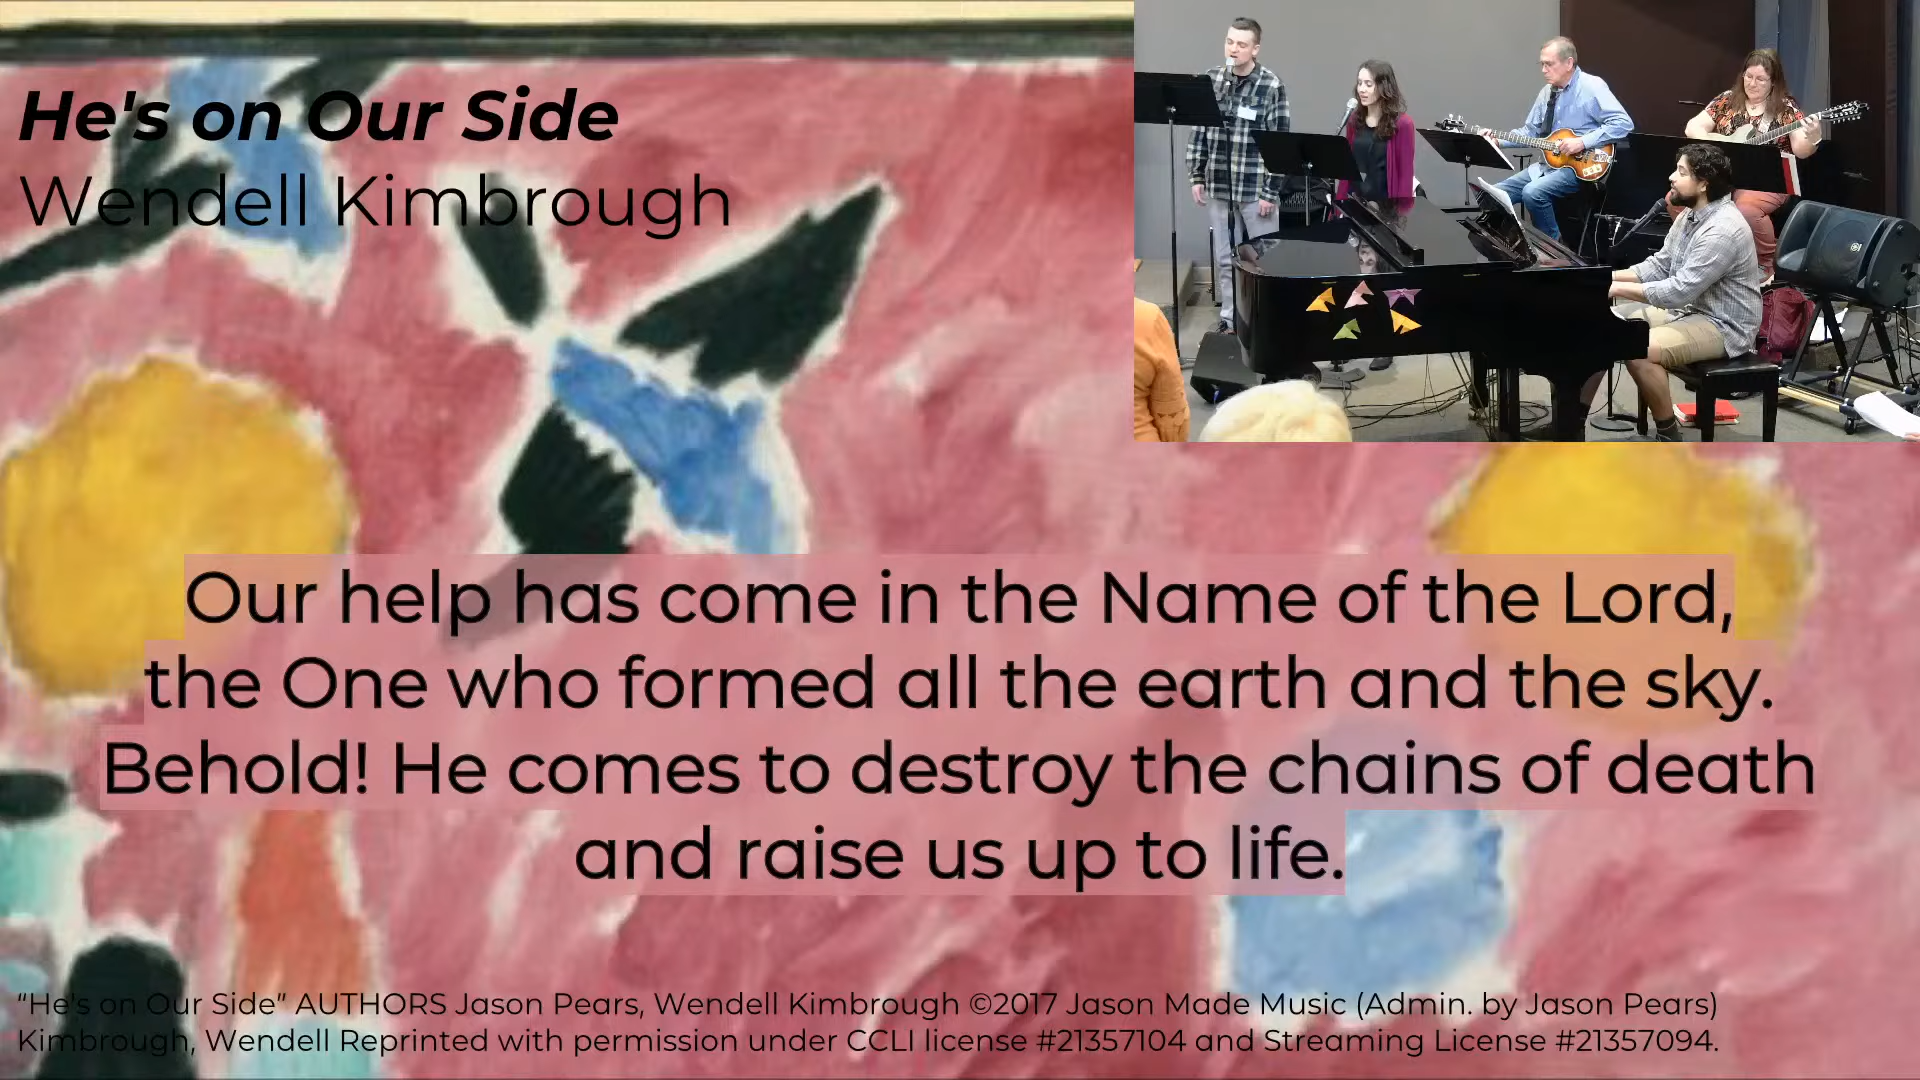 He's on Our Side
Wendell Kimbrough
Our help has come in the Name of the Lord,
the One who formed all the earth and the sky.
Behold! He comes to destroy the chains of death
and raise us up to life.
“He's on Our Side” AUTHORS Jason Pears, Wendell Kimbrough ©2017 Jason Made Music (Admin. by Jason Pears)
Kimbrough, Wendell Reprinted with permission under CCLI license #21357104 and Streaming License #21357094.